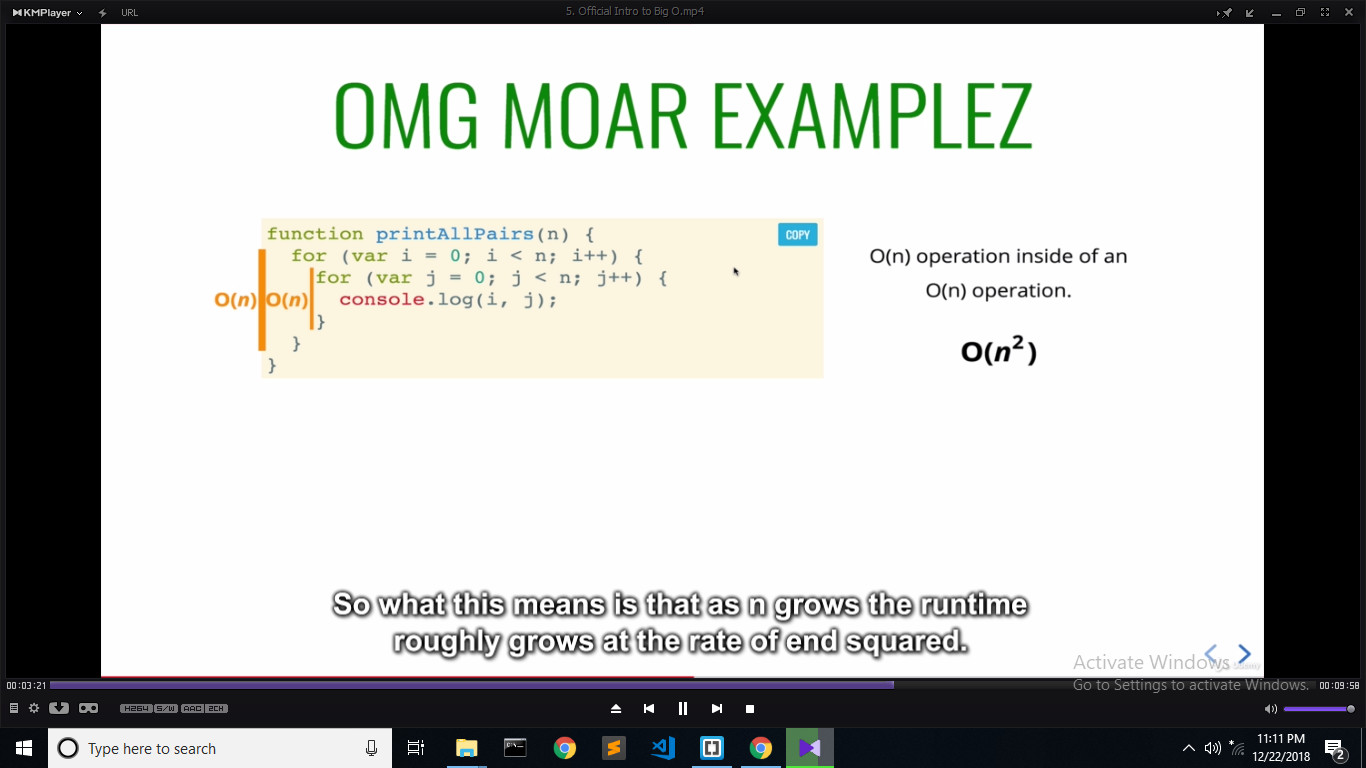 KMPlayer
URL
5. Official Intro to Big O.mp4
OMG MOAR EXAMPLEZ
function printAllPairs(n) {
for (var i = 0; i < n; i++) {
for (var j = 0; j < n; j++) {
console.log(i, j);
}
}
}
COPY
O(n)
O(n)
O(n) operation inside of an
O(n) operation.
O(n²)
So what this means is that as n grows the runtime
roughly grows at the rate of end squared.
Activate Windows
Go to Settings to activate Windows.
00:03:21
00:09:58
H264 S/W AAC 2CH
Type here to search
11:11 PM
12/22/2018
2